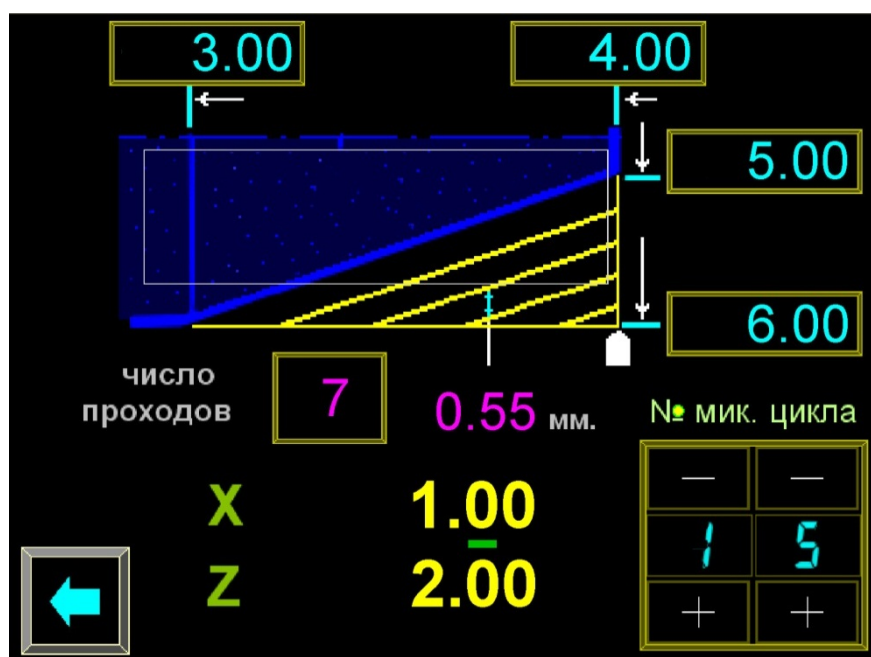 3.00 4.00
5.00
6.00
число
проходов
7
0.55 мм.
№ мик. цикла
— —
1 5
+ +
X 1.00
Z 2.00